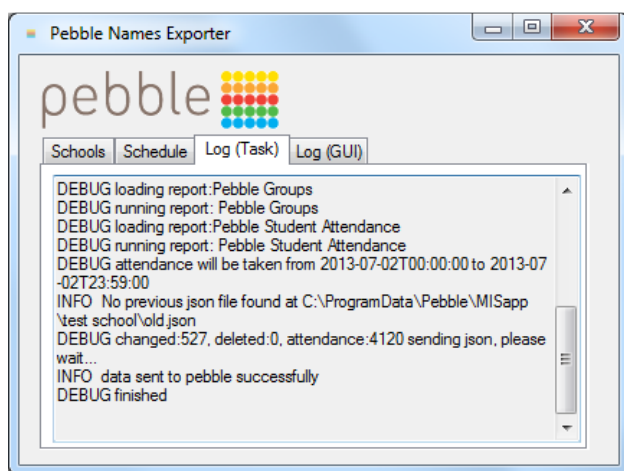 Pebble Names Exporter
pebble
Schools Schedule Log (Task) Log (GUI)
DEBUG loading report:Pebble Groups
DEBUG running report: Pebble Groups
DEBUG loading report:Pebble Student Attendance
DEBUG running report: Pebble Student Attendance
DEBUG attendance will be taken from 2013-07-02T00:00:00 to 2013-07
-02T23:59:00
INFO  No previous json file found at C:\ProgramData\Pebble\MISapp
\test school\old.json
DEBUG changed:527, deleted:0, attendance:4120 sending json, please
wait...
INFO  data sent to pebble successfully
DEBUG finished